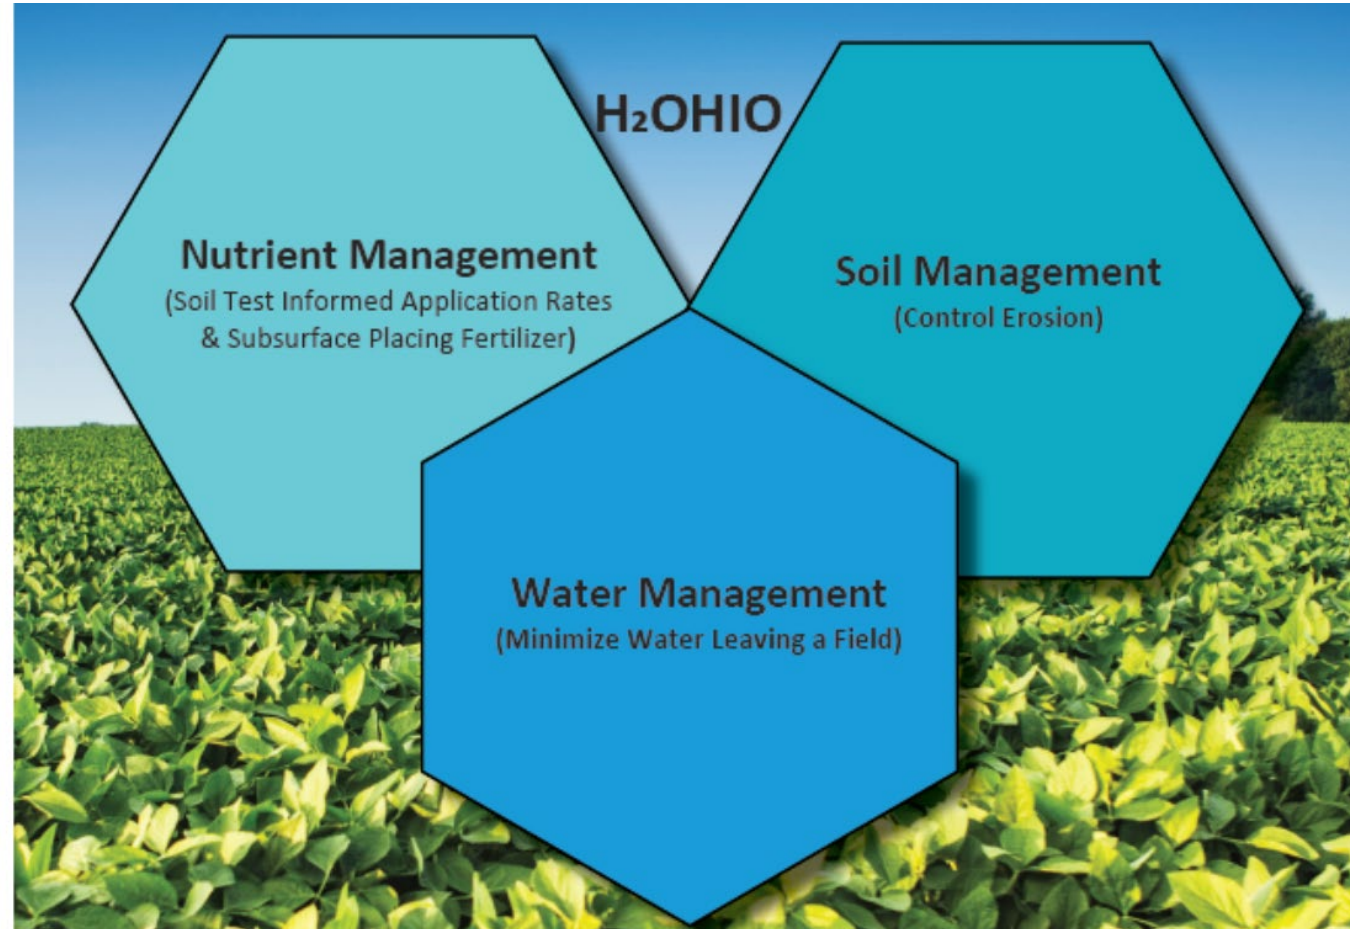 H₂OHIO
Nutrient Management
(Soil Test Informed Application Rates
& Subsurface Placing Fertilizer)
Soil Management
(Control Erosion)
Water Management
(Minimize Water Leaving a Field)